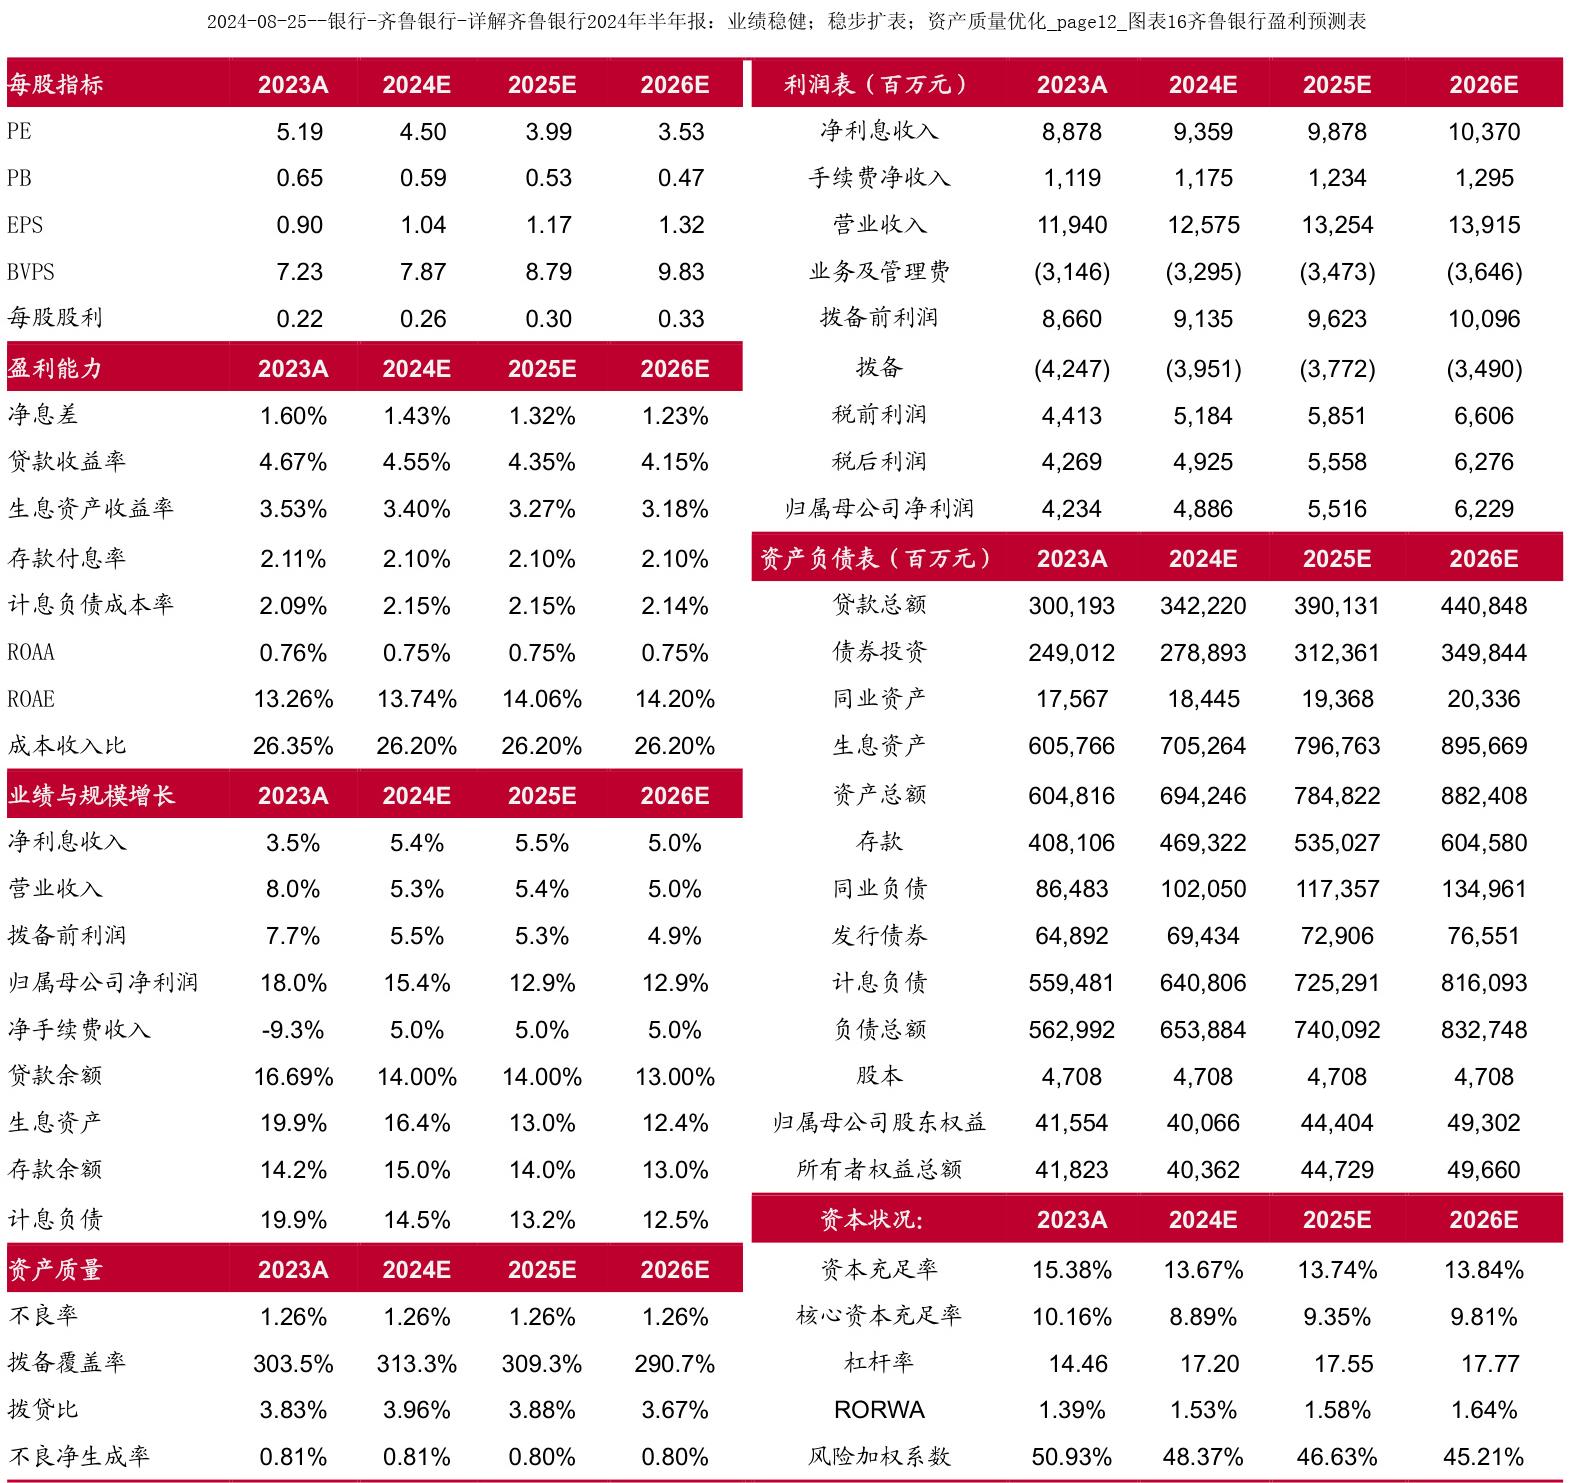 2024-08-25--银行-齐鲁银行-详解齐鲁银行2024年半年报：业绩稳健；稳步扩表；资产质量优化_page12_图表16齐鲁银行盈利预测表
每股指标 2023A 2024E 2025E 2026E 利润表（百万元） 2023A 2024E 2025E 2026E
PE 5.19 4.50 3.99 3.53 净利息收入 8,878 9,359 9,878 10,370
PB 0.65 0.59 0.53 0.47 手续费净收入 1,119 1,175 1,234 1,295
EPS 0.90 1.04 1.17 1.32 营业收入 11,940 12,575 13,254 13,915
BVPS 7.23 7.87 8.79 9.83 业务及管理费 (3,146) (3,295) (3,473) (3,646)
每股股利 0.22 0.26 0.30 0.33 拨备前利润 8,660 9,135 9,623 10,096
盈利能力 2023A 2024E 2025E 2026E 拨备 (4,247) (3,951) (3,772) (3,490)
净息差 1.60% 1.43% 1.32% 1.23% 税前利润 4,413 5,184 5,851 6,606
贷款收益率 4.67% 4.55% 4.35% 4.15% 税后利润 4,269 4,925 5,558 6,276
生息资产收益率 3.53% 3.40% 3.27% 3.18% 归属母公司净利润 4,234 4,886 5,516 6,229
存款付息率 2.11% 2.10% 2.10% 2.10% 资产负债表（百万元） 2023A 2024E 2025E 2026E
计息负债成本率 2.09% 2.15% 2.15% 2.14% 贷款总额 300,193 342,220 390,131 440,848
ROAA 0.76% 0.75% 0.75% 0.75% 债券投资 249,012 278,893 312,361 349,844
ROAE 13.26% 13.74% 14.06% 14.20% 同业资产 17,567 18,445 19,368 20,336
成本收入比 26.35% 26.20% 26.20% 26.20% 生息资产 605,766 705,264 796,763 895,669
业绩与规模增长 2023A 2024E 2025E 2026E 资产总额 604,816 694,246 784,822 882,408
净利息收入 3.5% 5.4% 5.5% 5.0% 存款 408,106 469,322 535,027 604,580
营业收入 8.0% 5.3% 5.4% 5.0% 同业负债 86,483 102,050 117,357 134,961
拨备前利润 7.7% 5.5% 5.3% 4.9% 发行债券 64,892 69,434 72,906 76,551
归属母公司净利润 18.0% 15.4% 12.9% 12.9% 计息负债 559,481 640,806 725,291 816,093
净手续费收入 -9.3% 5.0% 5.0% 5.0% 负债总额 562,992 653,884 740,092 832,748
贷款余额 16.69% 14.00% 14.00% 13.00% 股本 4,708 4,708 4,708 4,708
生息资产 19.9% 16.4% 13.0% 12.4% 归属母公司股东权益 41,554 40,066 44,404 49,302
存款余额 14.2% 15.0% 14.0% 13.0% 所有者权益总额 41,823 40,362 44,729 49,660
计息负债 19.9% 14.5% 13.2% 12.5% 资本状况: 2023A 2024E 2025E 2026E
资产质量 2023A 2024E 2025E 2026E 资本充足率 15.38% 13.67% 13.74% 13.84%
不良率 1.26% 1.26% 1.26% 1.26% 核心资本充足率 10.16% 8.89% 9.35% 9.81%
拨备覆盖率 303.5% 313.3% 309.3% 290.7% 杠杆率 14.46 17.20 17.55 17.77
拨贷比 3.83% 3.96% 3.88% 3.67% RORWA 1.39% 1.53% 1.58% 1.64%
不良净生成率 0.81% 0.81% 0.80% 0.80% 风险加权系数 50.93% 48.37% 46.63% 45.21%